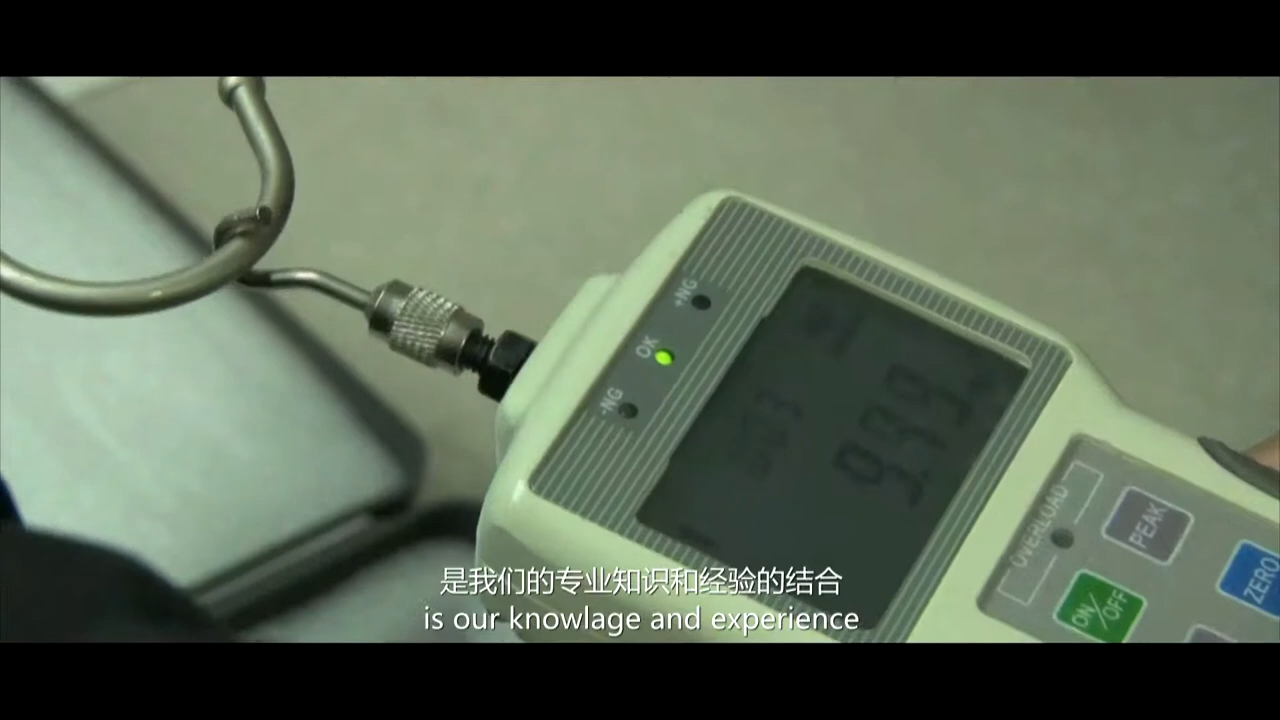 +NG
OK
-NG
OVERLOAD
PEAK
ON/OFF
ZERO
是我们的专业知识和经验的结合
is our knowlage and experience